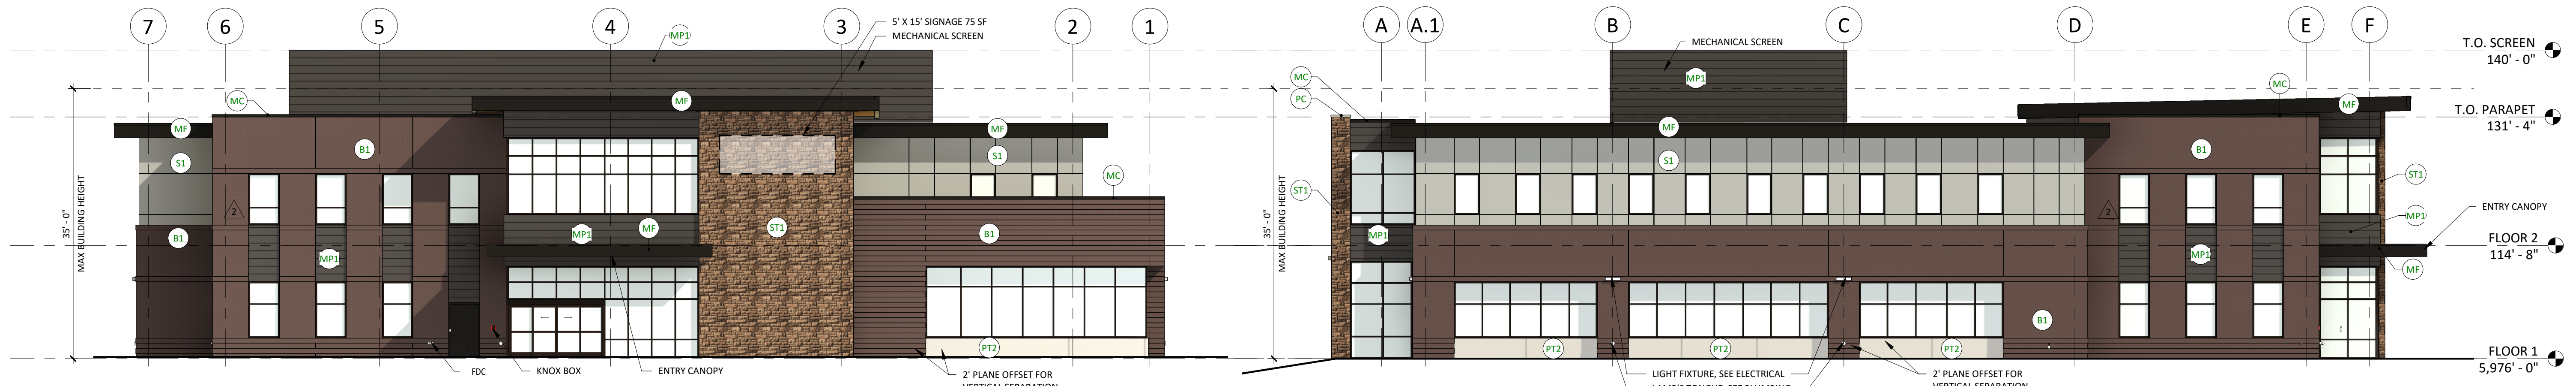 7
6
5
4
3
2
1
5' X 15' SIGNAGE 75 SF
MECHANICAL SCREEN
MP1
MC
MF
MF
MF
S1
B1
S1
MC
2
35' - 0"
MAX BUILDING HEIGHT
B1
MP1
MP1
MF
ST1
B1
PT2
FDC
KNOX BOX
ENTRY CANOPY
2' PLANE OFFSET FOR
VERTICAL SEPARATION
A
A.1
B
C
D
E
F
MECHANICAL SCREEN
T.O. SCREEN
140' - 0"
MC
PC
MP1
MC
MF
T.O. PARAPET
131' - 4"
MF
S1
B1
ST1
ST1
35' - 0"
MAX BUILDING HEIGHT
2
ENTRY CANOPY
MP1
MP1
MP1
FLOOR 2
114' - 8"
MF
B1
PT2
PT2
PT2
FLOOR 1
5,976' - 0"
LIGHT FIXTURE, SEE ELECTRICAL
2' PLANE OFFSET FOR
VERTICAL SEPARATION